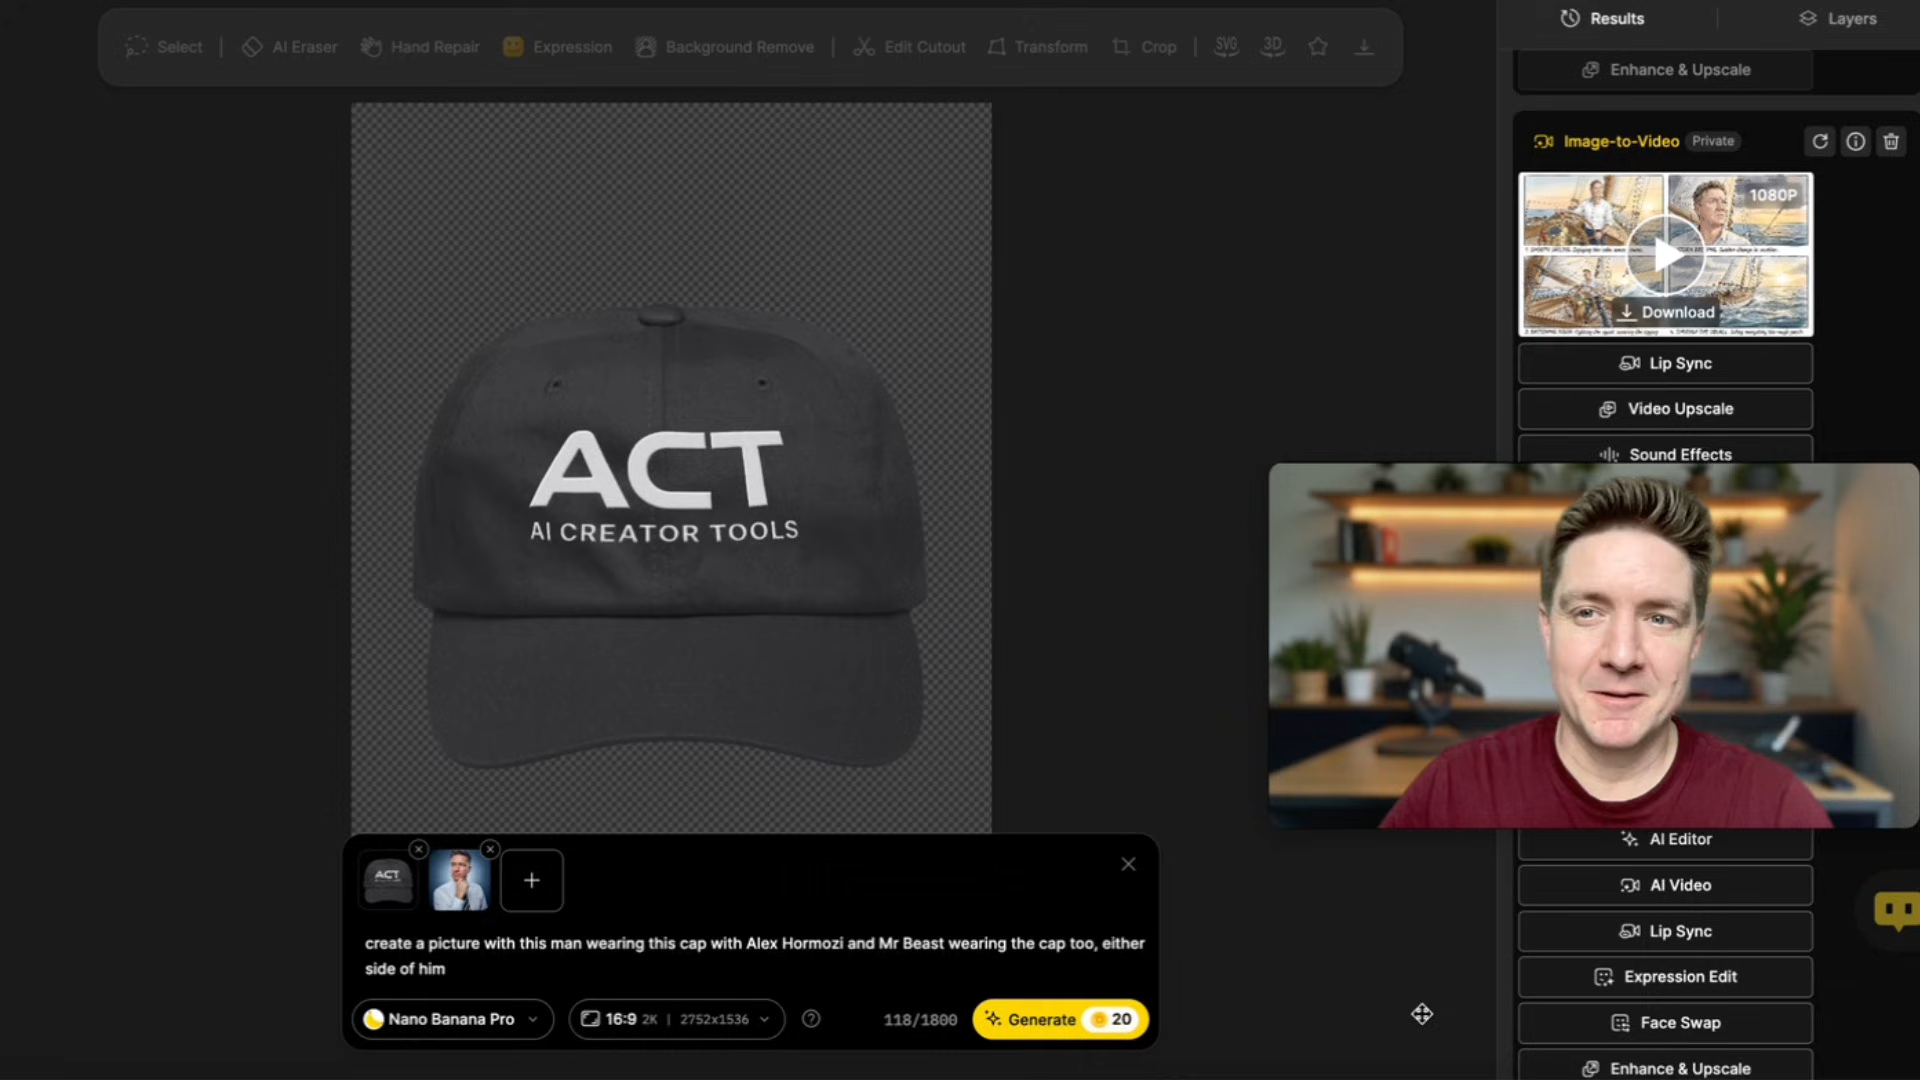 Select
AI Eraser
Hand Repair
Expression
Background Remove
Edit Cutout
Transform
Crop
SVG
3D
Results
Layers
Enhance & Upscale
Image-to-Video
Private
1080P
Download
Lip Sync
Video Upscale
Sound Effects
ACT
AI CREATOR TOOLS
AI Editor
AI Video
Lip Sync
Expression Edit
Face Swap
Enhance & Upscale
ACT
create a picture with this man wearing this cap with Alex Hormozi and Mr Beast wearing the cap too, either
side of him
Nano Banana Pro
16:9 2K | 2752x1536
118/1800
Generate
20